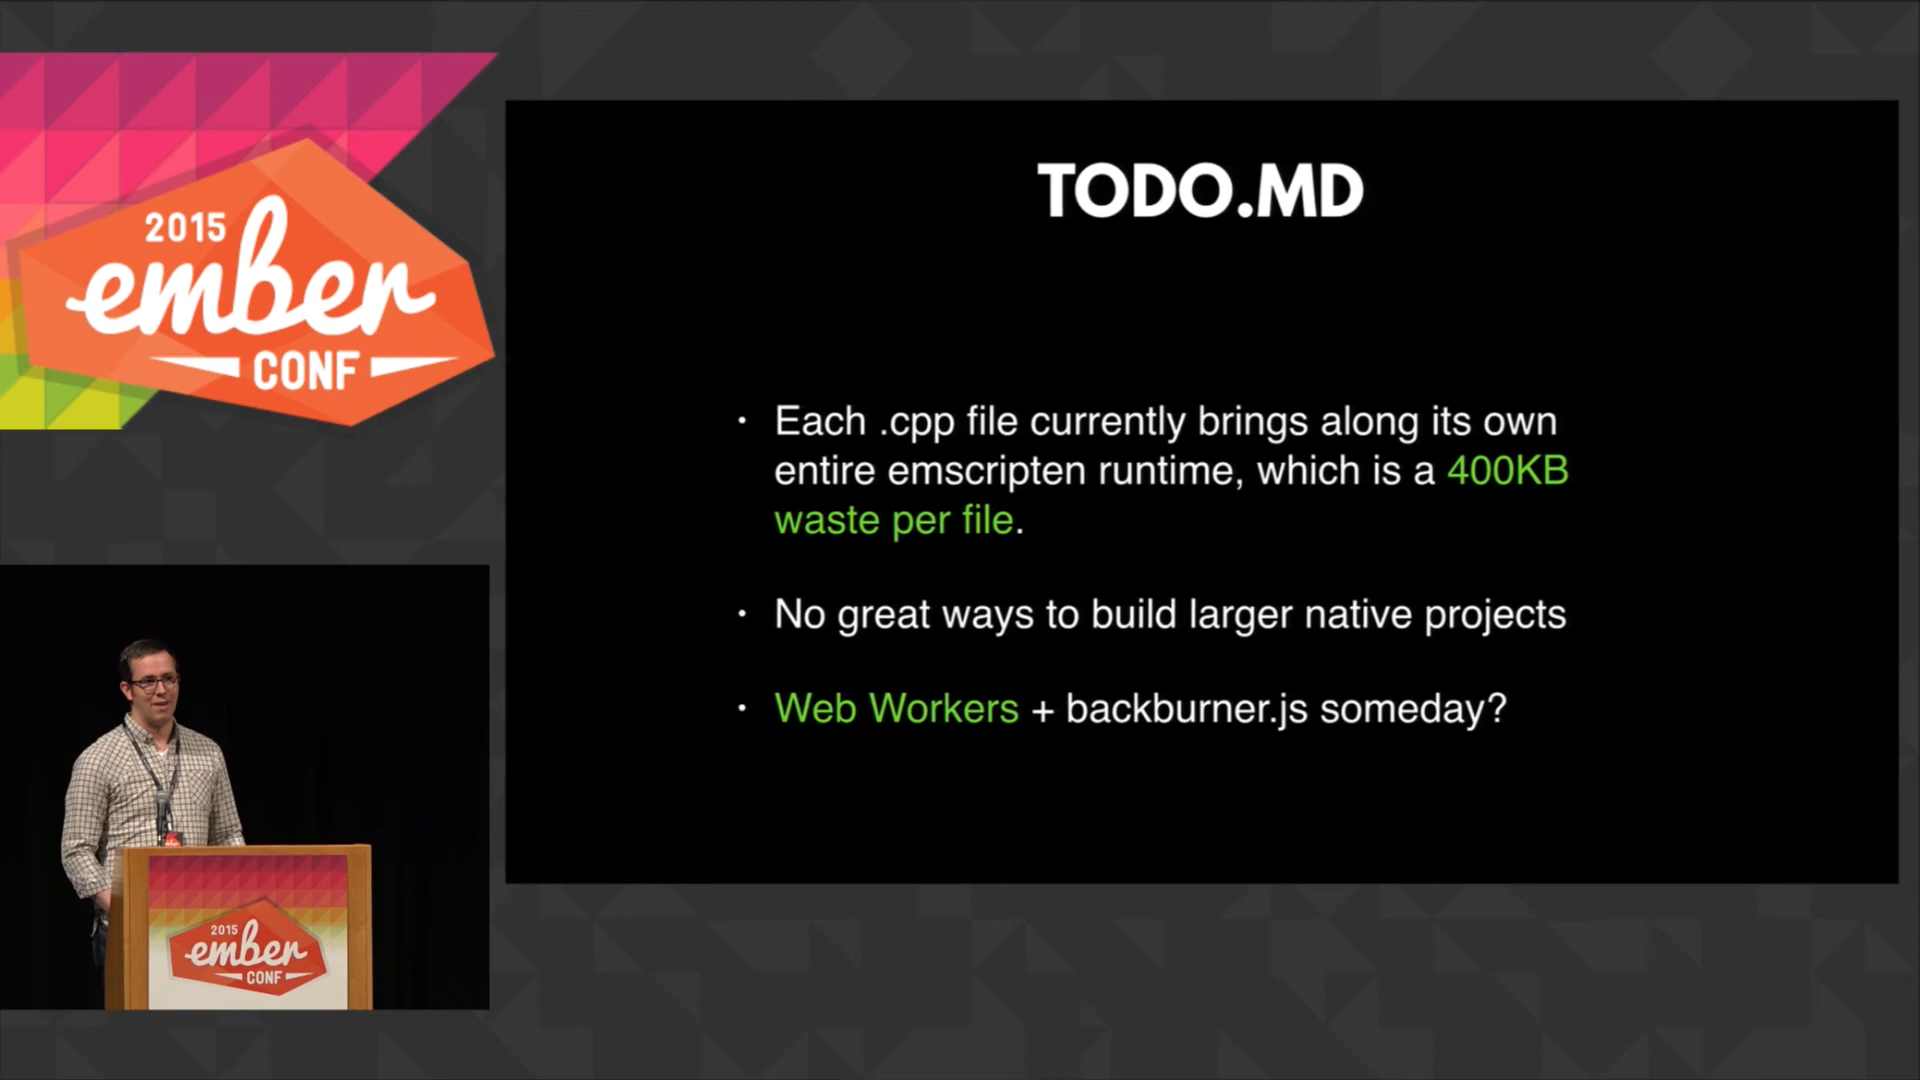 2015
ember
CONF
TODO.MD
• Each .cpp file currently brings along its own
entire emscripten runtime, which is a 400KB
waste per file.
• No great ways to build larger native projects
• Web Workers + backburner.js someday?
2015
ember
CONF